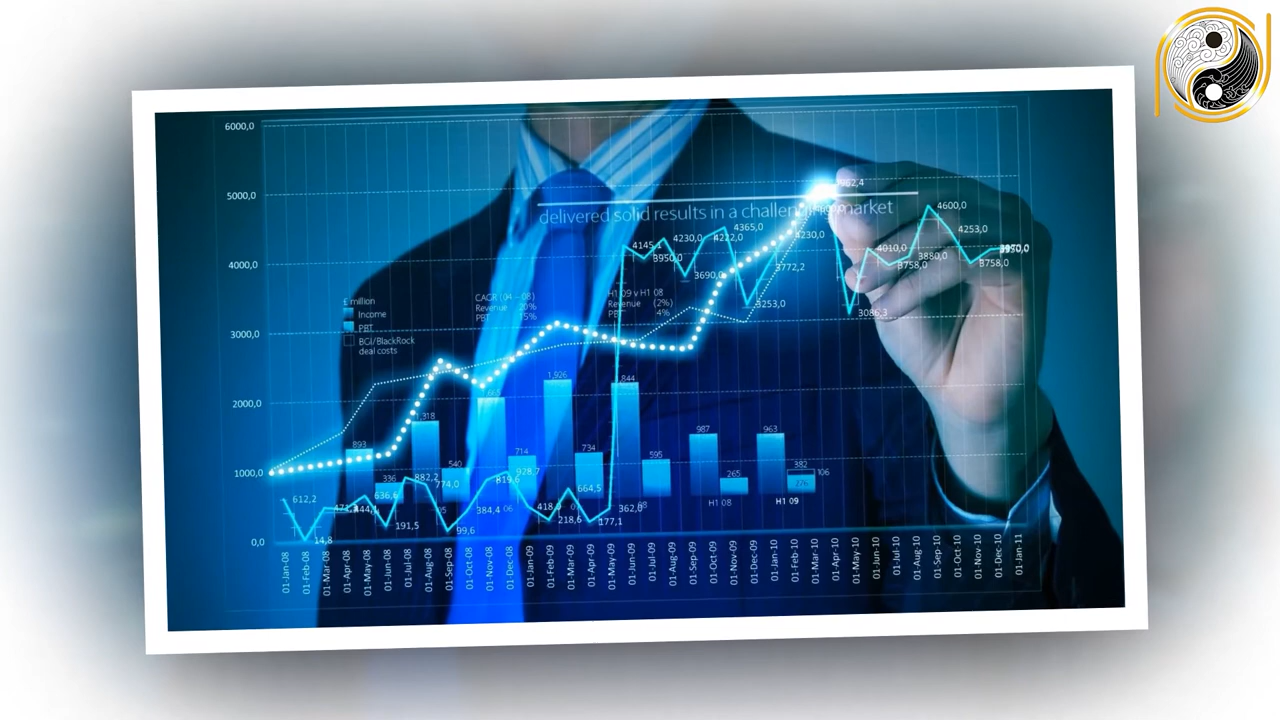 6000,0
5000,0
4000,0
3000,0
2000,0
1000,0
0,0
delivered solid results in a challenging market
£ million
Income
PBT
BGI/BlackRock
deal costs
CAGR (04 – 08)
Revenue 20%
PBT 15%
H1 09 v H1 08
Revenue (2%)
4%
4145,1
3950,0
4230,0
3690,0
4222,0
4365,0
3253,0
3772,2
4230,0
3086,3
4010,0
3758,0
3880,0
4600,0
4253,0
3758,0
893
336
1,318
540
714
1,926
734
595
987
265
963
382
106
276
H1 08
H1 09
612,2
14,8
444,1
636,6
191,5
882,2
774,0
99,6
384,4
06
819,6
928,7
218,6
664,5
177,1
362,0
01-Jan-08
01-Feb-08
01-Mar-08
01-Apr-08
01-May-08
01-Jun-08
01-Jul-08
01-Aug-08
01-Sep-08
01-Oct-08
01-Nov-08
01-Dec-08
01-Jan-09
01-Feb-09
01-Mar-09
01-Apr-09
01-May-09
01-Jun-09
01-Jul-09
01-Aug-09
01-Sep-09
01-Oct-09
01-Nov-09
01-Dec-09
01-Jan-10
01-Feb-10
01-Mar-10
01-Apr-10
01-May-10
01-Jun-10
01-Jul-10
01-Aug-10
01-Sep-10
01-Oct-10
01-Nov-10
01-Dec-10
01-Jan-11